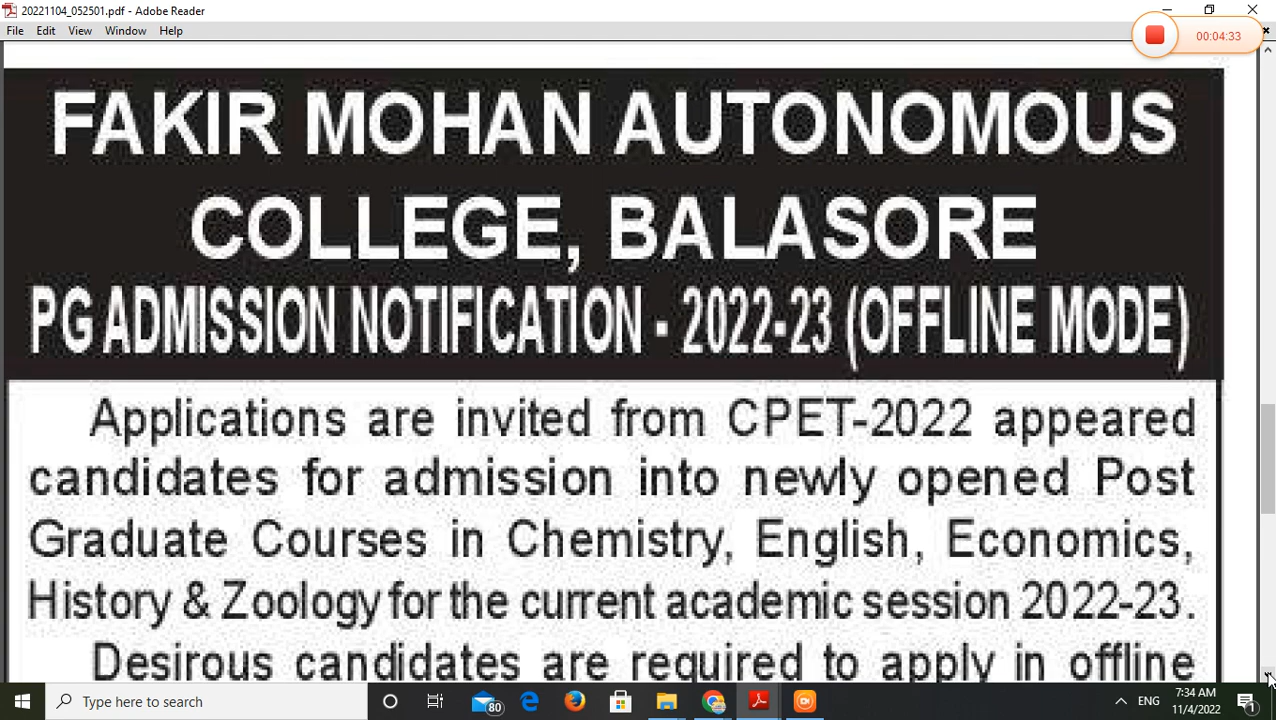 20221104_052501.pdf - Adobe Reader
File Edit View Window Help
00:04:33
FAKIR MOHAN AUTONOMOUS
COLLEGE, BALASORE
PG ADMISSION NOTIFICATION - 2022-23 (OFFLINE MODE)
Applications are invited from CPET-2022 appeared
candidates for admission into newly opened Post
Graduate Courses in Chemistry, English, Economics,
History & Zoology for the current academic session 2022-23.
Desirous candidates are required to apply in offline
Type here to search
80
ENG
7:34 AM
11/4/2022
1